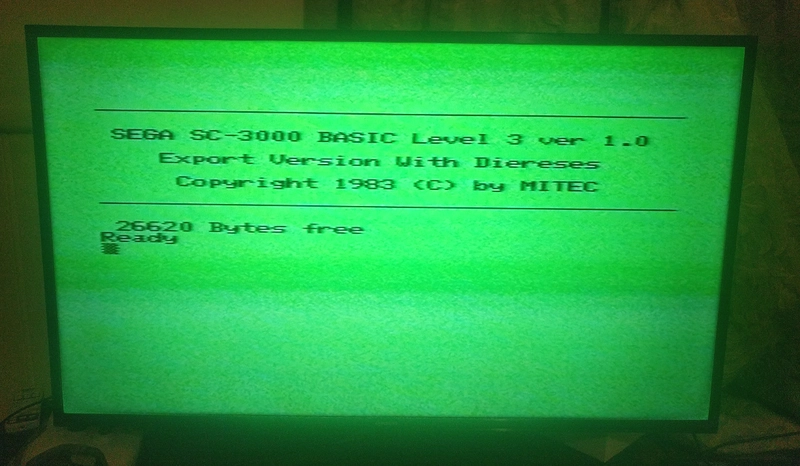 SEGA SC-3000 BASIC Level 3 ver 1.0
Export Version With Diereses
Copyright 1983 (C) by MITEC
26620 Bytes free
Ready